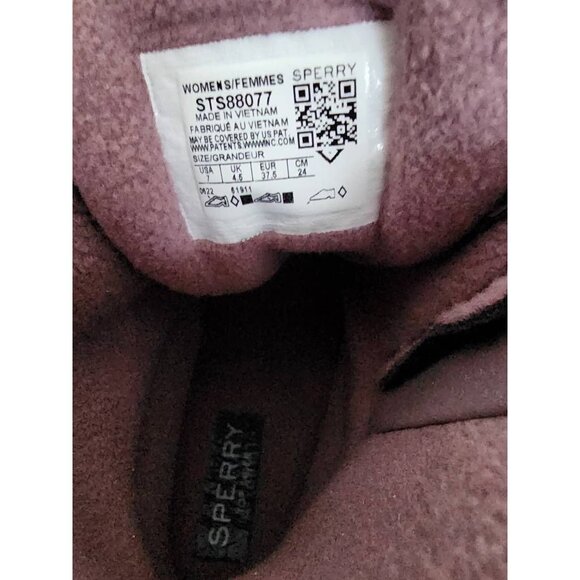 WOMENS/FEMMES SPERRY
STS88077
MADE IN VIETNAM
FABRIQUÉ AU VIETNAM
MAY BE COVERED BY US PAT.
WWW.PATENTS.WWWINC.COM
SIZE/GRANDEUR
USA UK EUR CM
7 4.5 37.5 24
0622 61911
SPERRY